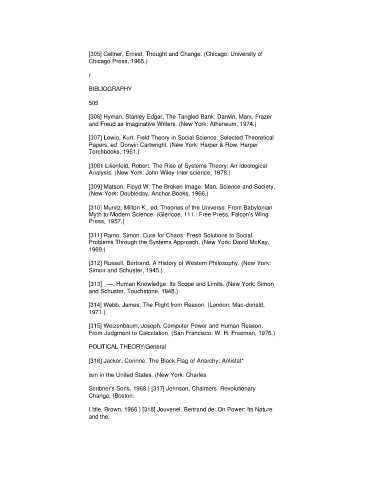 [305] Gellner, Ernest. Thought and Change. (Chicago: University of
Chicago Press, 1965.)
r
BIBLIOGRAPHY
505
[306] Hyman, Stanley Edgar. The Tangled Bank: Darwin, Marx, Frazer
and Freud as Imaginative Writers. (New York: Atheneum, 1974.)
[307] Lewio, Kurt. Field Theory in Social Science: Selected Theoretical
Papers, ed. Dorwin Cartwright. (New York: Harper & Row, Harper
Torchbooks, 1951.)
[3081 Lilienfeld, Robert. The Rise of Systems Theory: An Ideological
Analysis. (New York: John Wiley-Inter-science, 1978.)
[309] Matson, Floyd W. The Broken Image: Man, Science and Society.
(New York: Doubleday, Anchor Books, 1966.)
[310] Munitz, Milton K., ed. Theories of the Universe: From Babylonian
Myth to Modern Science. (Glencoe, 111.: Free Press, Falcon's Wing
Press, 1957.)
[311] Ramo, Simon. Cure for Chaos: Fresh Solutions to Social
Problems Through the Systems Approach. (New York: David McKay,
1969.)
[312] Russell, Bertrand. A History of Western Philosophy. (New York:
Simon and Schuster, 1945.)
[313] _—. Human Knowledge: Its Scope and Limits. (New York: Simon
and Schuster, Touchstone, 1948.)
[314] Webb, James. The Flight from Reason. (London: Mac-donald,
1971.)
[315] Weizenbaum, Joseph. Computer Power and Human Reason:
From Judgment to Calculation. (San Francisco: W. H. Freeman, 1976.)
POLITICAL THEORY/General
[316] Jacker, Corinne. The Black Flag of Anarchy: Antistat"
ism in the United States. (New York: Charles
Scribner's Sons, 1968.) [317] Johnson, Chalmers. Revolutionary
Change. (Boston:
Little, Brown, 1966.) [318] Jouvenel, Bertrand de. On Power: Its Nature
and the.